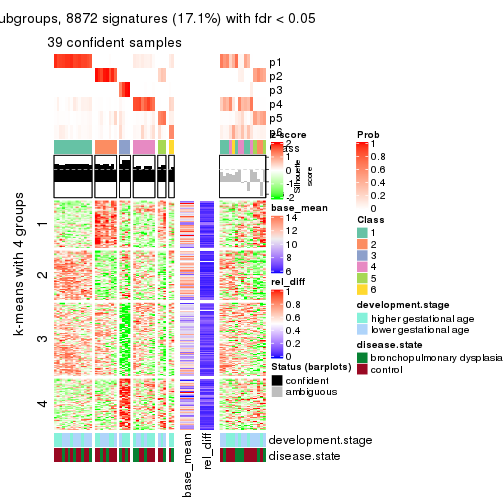 ubgroups, 8872 signatures (17.1%) with fdr < 0.05
39 confident samples
p1
p2
p3
p4
p5
p6
Class
Silhouette
score
k-means with 4 groups
1
2
3
4
z-score
2
1
0
-1
-2
base_mean
14
12
10
8
6
rel_diff
1
0.8
0.6
0.4
0.2
0
Status (barplots)
confident
ambiguous
Prob
1
0.8
0.6
0.4
0.2
0
Class
1
2
3
4
5
6
development.stage
higher gestational age
lower gestational age
disease.state
bronchopulmonary dysplasia
control
development.stage
disease.state
base_mean
rel_diff